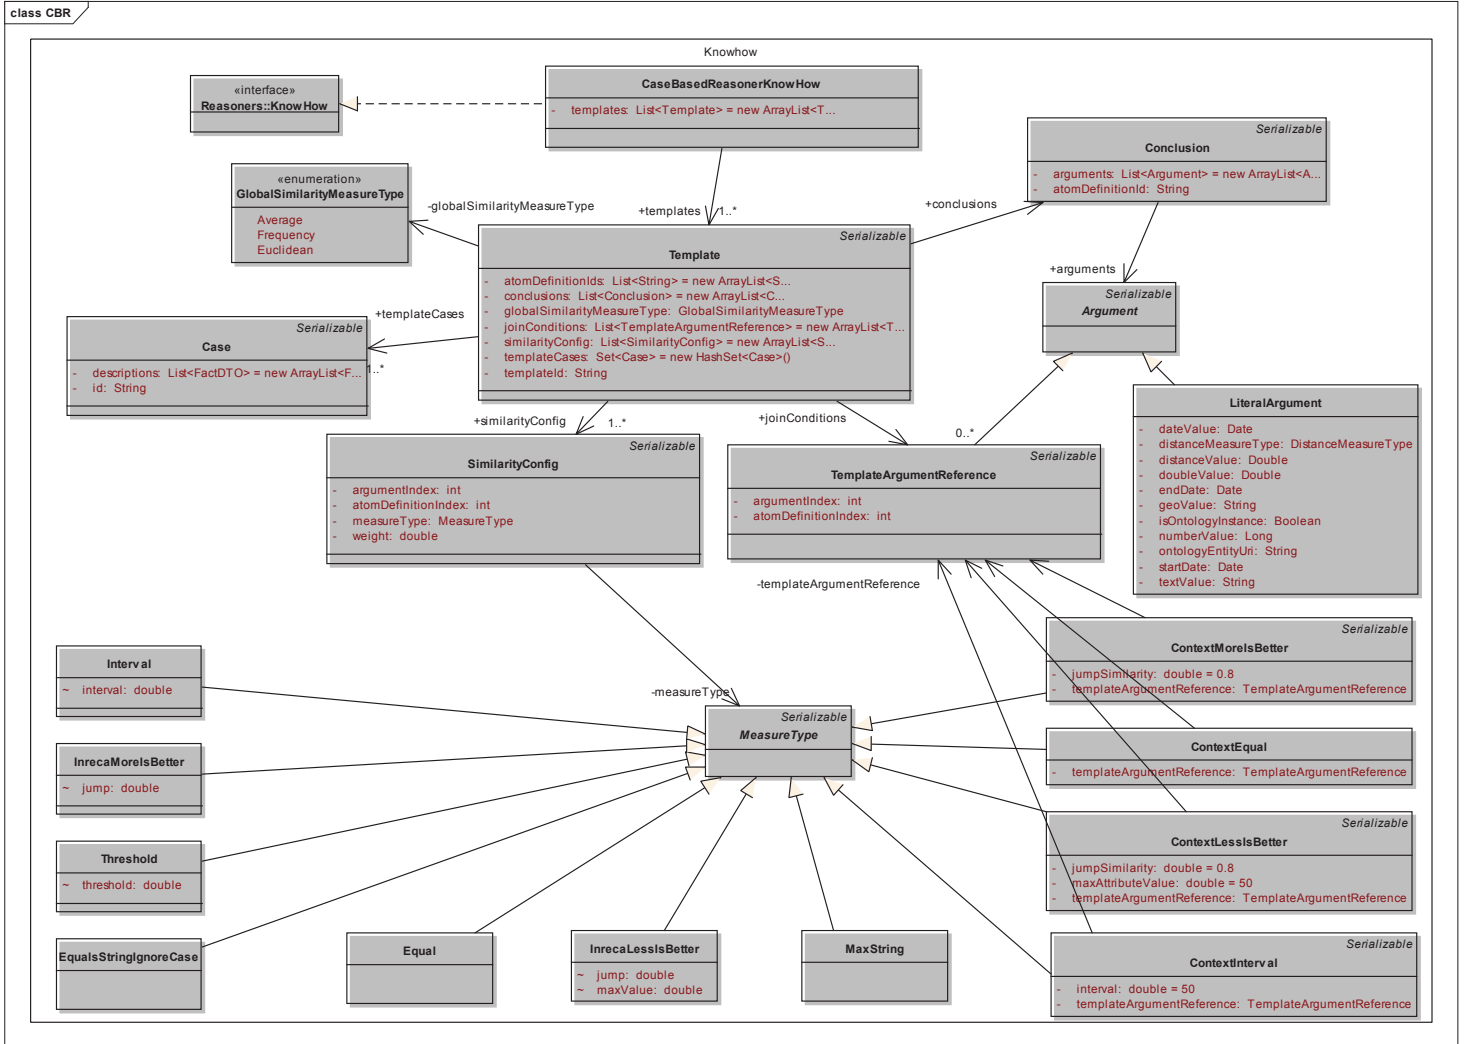 class CBR
Knowhow
«interface»
Reasoners::KnowHow
CaseBasedReasonerKnowHow
- templates: List<Template> = new ArrayList<T...
Serializable
Conclusion
- arguments: List<Argument> = new ArrayList<A...
- atomDefinitionId: String
«enumeration»
GlobalSimilarityMeasureType
Average
Frequency
Euclidean
-globalSimilarityMeasureType
+templates
1..*
+conclusions
+arguments
Serializable
Template
- atomDefinitionIds: List<String> = new ArrayList<S...
- conclusions: List<Conclusion> = new ArrayList<C...
- globalSimilarityMeasureType: GlobalSimilarityMeasureType
- joinConditions: List<TemplateArgumentReference> = new ArrayList<T...
- similarityConfig: List<SimilarityConfig> = new ArrayList<S...
- templateCases: Set<Case> = new HashSet<Case>()
- templateId: String
Serializable
Argument
+templateCases
1..*
Serializable
Case
- descriptions: List<FactDTO> = new ArrayList<F...
- id: String
+similarityConfig
1..*
+joinConditions
0..*
LiteralArgument
- dateValue: Date
- distanceMeasureType: DistanceMeasureType
- distanceValue: Double
- doubleValue: Double
- endDate: Date
- geoValue: String
- isOntologyInstance: Boolean
- numberValue: Long
- ontologyEntityUri: String
- startDate: Date
- textValue: String
Serializable
SimilarityConfig
- argumentIndex: int
- atomDefinitionIndex: int
- measureType: MeasureType
- weight: double
Serializable
TemplateArgumentReference
- argumentIndex: int
- atomDefinitionIndex: int
-templateArgumentReference
-measureType
Serializable
MeasureType
Serializable
ContextMoreIsBetter
- jumpSimilarity: double = 0.8
- templateArgumentReference: TemplateArgumentReference
ContextEqual
- templateArgumentReference: TemplateArgumentReference
Serializable
ContextLessIsBetter
- jumpSimilarity: double = 0.8
- maxAttributeValue: double = 50
- templateArgumentReference: TemplateArgumentReference
Serializable
ContextInterval
- interval: double = 50
- templateArgumentReference: TemplateArgumentReference
Interval
~ interval: double
InrecaMoreIsBetter
~ jump: double
Threshold
~ threshold: double
EqualsStringIgnoreCase
Equal
InrecaLessIsBetter
~ jump: double
~ maxValue: double
MaxString